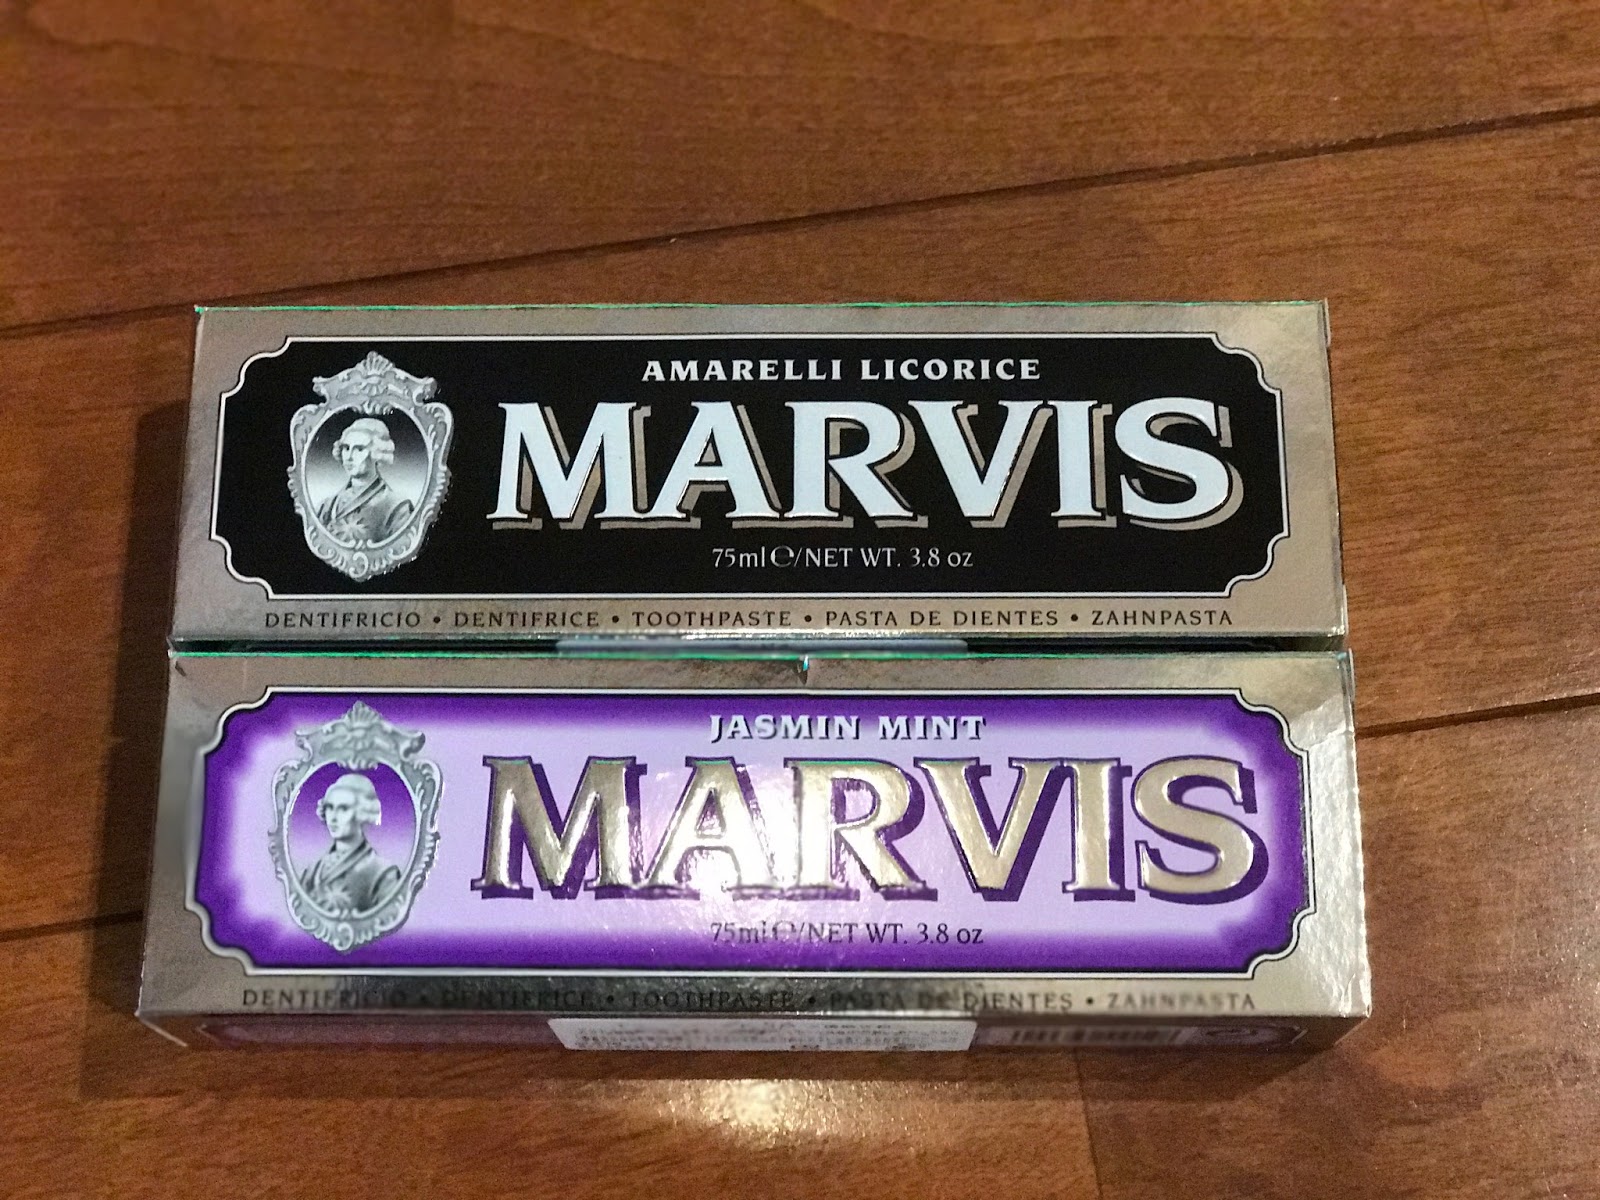 AMARELLI LICORICE
MARVIS
75ml ℮/NET WT. 3.8 oz
DENTIFRICIO • DENTIFRICE • TOOTHPASTE • PASTA DE DIENTES • ZAHNPASTA
JASMIN MINT
MARVIS
75ml ℮/NET WT. 3.8 oz
DENTIFRICIO • DENTIFRICE • TOOTHPASTE • PASTA DE DIENTES • ZAHNPASTA